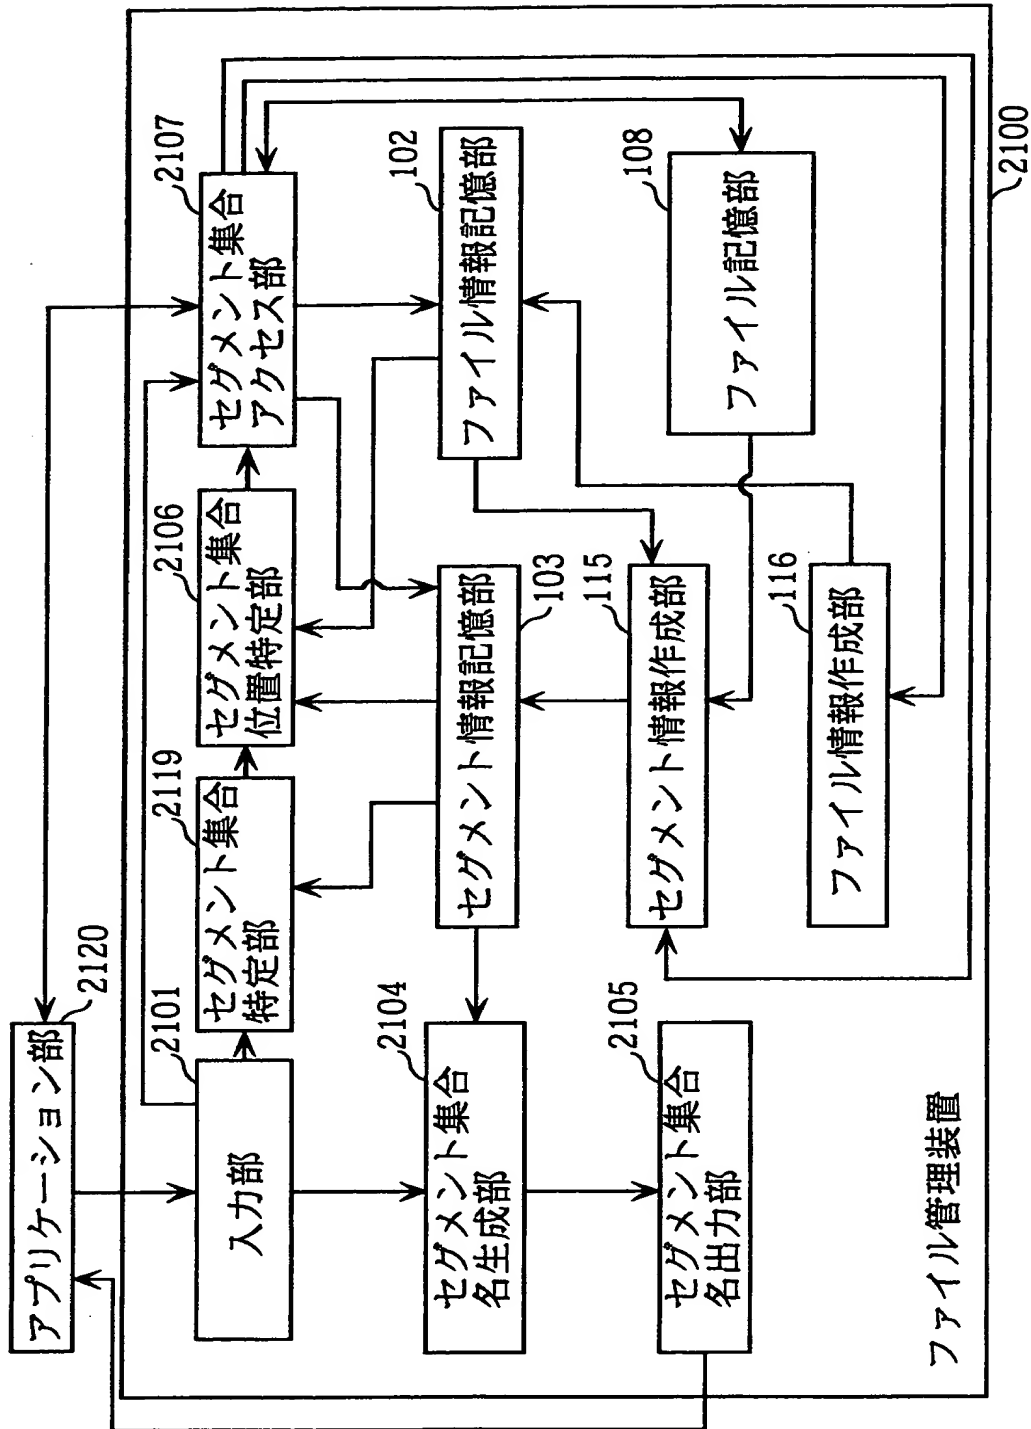 アプリケーション部
2120
入力部
2101
セグメント集合
特定部
2119
セグメント集合
位置特定部
2106
セグメント集合
アクセス部
2107
セグメント集合
名生成部
2104
セグメント情報記憶部
103
ファイル情報記憶部
102
セグメント集合
名出力部
2105
セグメント情報作成部
115
ファイル記憶部
108
ファイル情報作成部
116
ファイル管理装置
2100